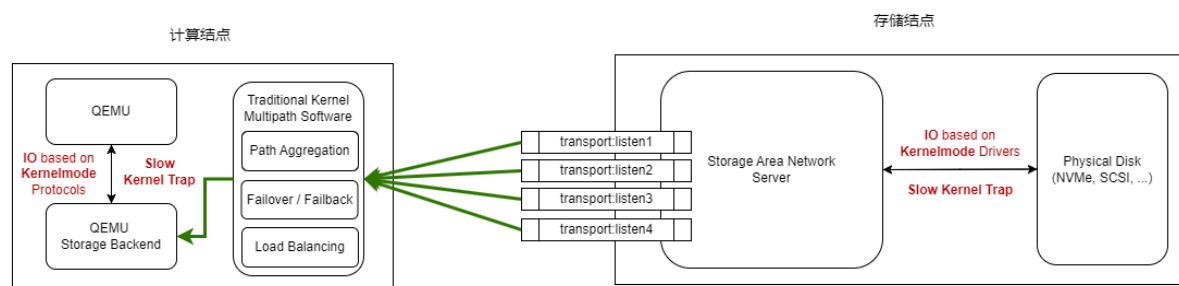 计算结点
存储结点
QEMU
IO based on
Kernelmode
Protocols
Slow
Kernel Trap
QEMU
Storage Backend
Traditional Kernel
Multipath Software
Path Aggregation
Failover / Failback
Load Balancing
transport:listen1
transport:listen2
transport:listen3
transport:listen4
Storage Area Network
Server
IO based on
Kernelmode Drivers
Slow Kernel Trap
Physical Disk
(NVMe, SCSI, ...)